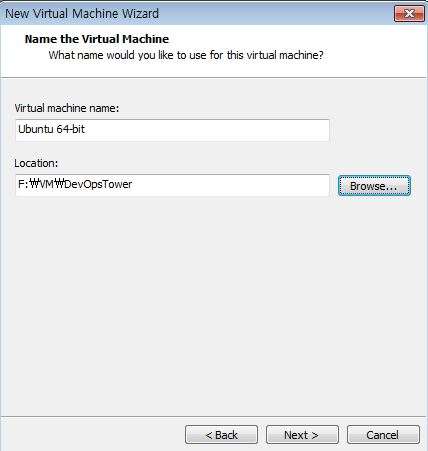 New Virtual Machine Wizard
Name the Virtual Machine
What name would you like to use for this virtual machine?
Virtual machine name:
Ubuntu 64-bit
Location:
F:₩VM₩DevOpsTower
Browse...
< Back
Next >
Cancel